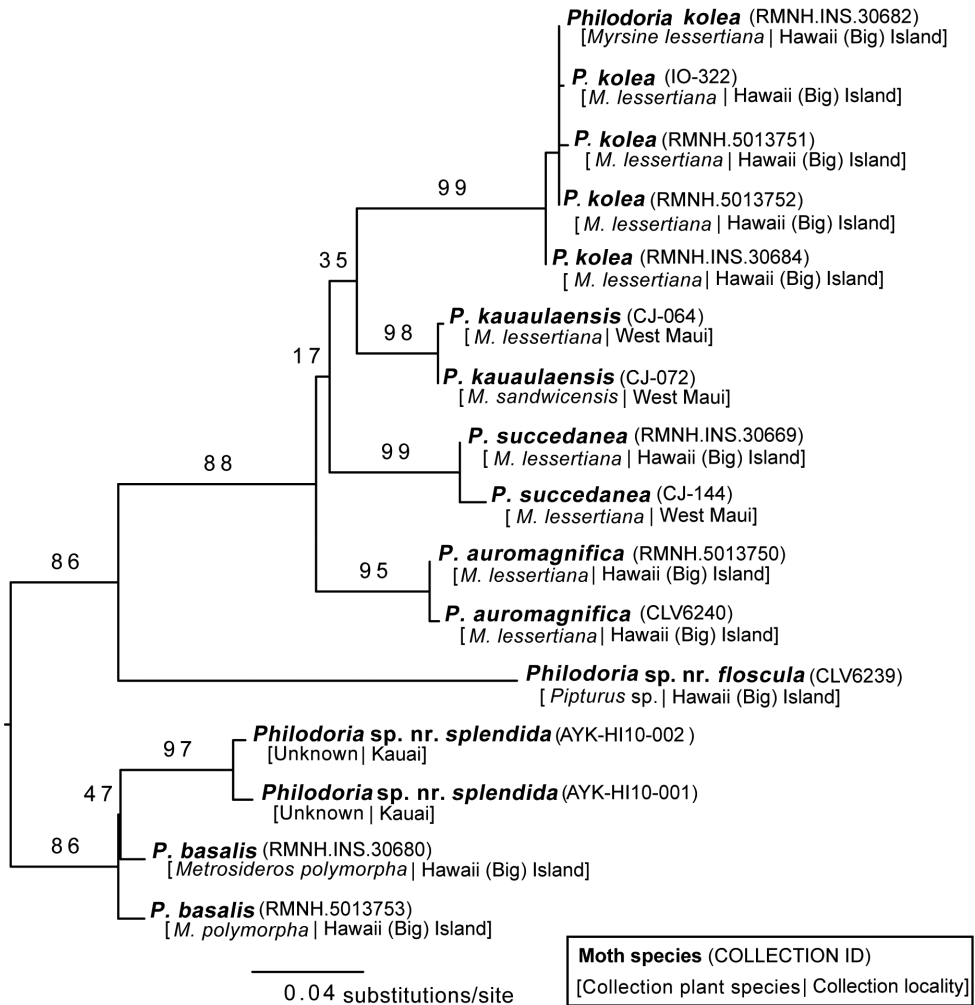 Philodoria kolea (RMNH.INS.30682)
[Myrsine lessertiana | Hawaii (Big) Island]
P. kolea (IO-322)
[M. lessertiana | Hawaii (Big) Island]
P. kolea (RMNH.5013751)
[M. lessertiana | Hawaii (Big) Island]
99
P. kolea (RMNH.5013752)
[M. lessertiana | Hawaii (Big) Island]
P. kolea (RMNH.INS.30684)
35
[M. lessertiana | Hawaii (Big) Island]
P. kauaulaensis (CJ-064)
98
[M. lessertiana | West Maui]
17
P. kauaulaensis (CJ-072)
[M. sandwicensis | West Maui]
P. succedanea (RMNH.INS.30669)
99
[M. lessertiana | Hawaii (Big) Island]
88
P. succedanea (CJ-144)
[M. lessertiana | West Maui]
P. auromagnifica (RMNH.5013750)
86
95
[M. lessertiana | Hawaii (Big) Island]
P. auromagnifica (CLV6240)
[M. lessertiana | Hawaii (Big) Island]
Philodoria sp. nr. floscula (CLV6239)
[Pipturus sp. | Hawaii (Big) Island]
Philodoria sp. nr. splendida (AYK-HI10-002 )
97
[Unknown | Kauai]
47
Philodoria sp. nr. splendida (AYK-HI10-001)
[Unknown | Kauai]
86
P. basalis (RMNH.INS.30680)
[Metrosideros polymorpha | Hawaii (Big) Island]
P. basalis (RMNH.5013753)
[M. polymorpha | Hawaii (Big) Island]
0.04 substitutions/site
Moth species (COLLECTION ID)
[Collection plant species | Collection locality]